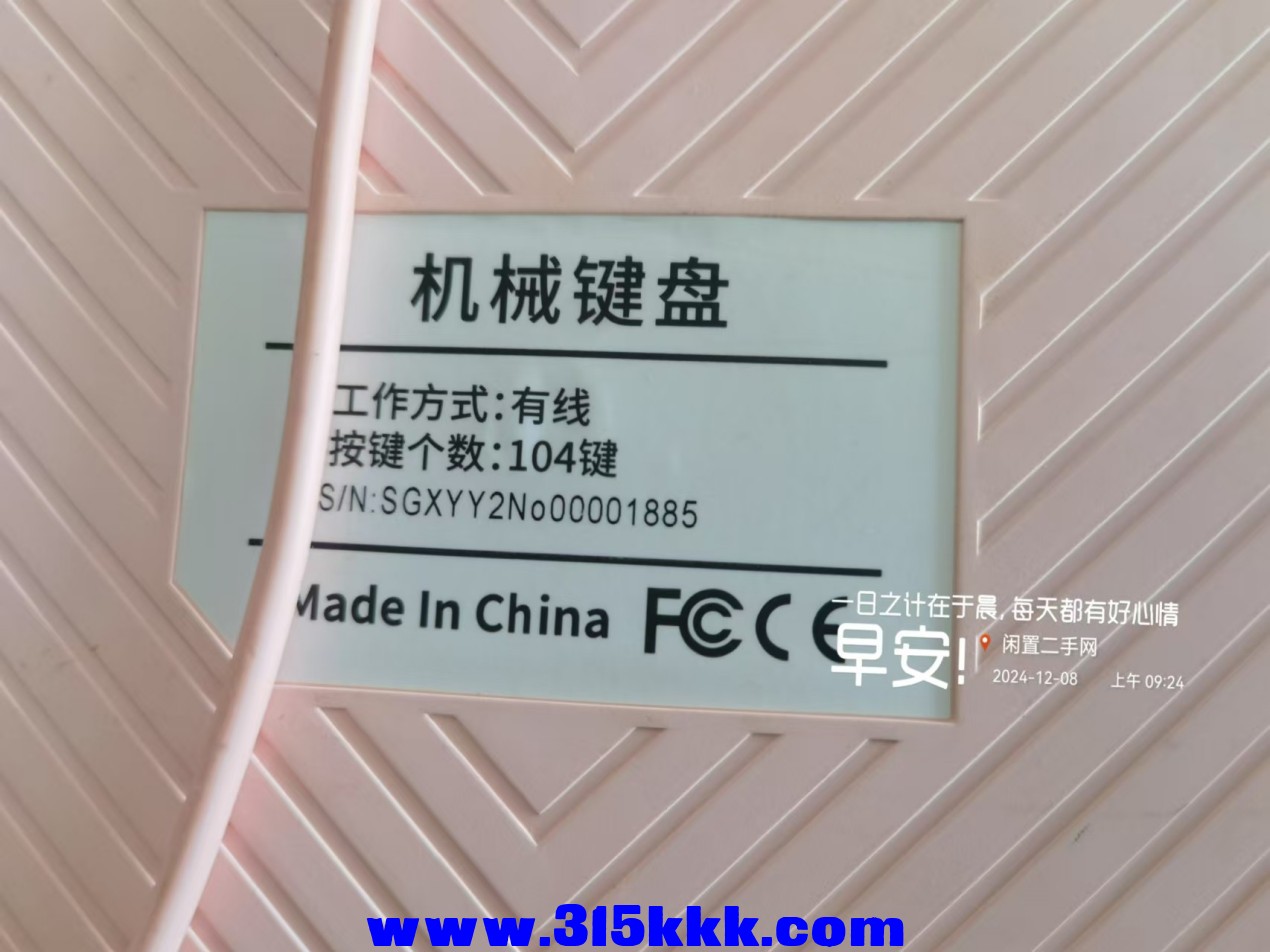 机械键盘
工作方式:有线
按键个数:104键
S/N:SGXYY2No00001885
Made In China FC CE
一日之计在于晨,每天都有好心情
早安!
闲置二手网
2024-12-08 上午 09:24
www.315kkk.com